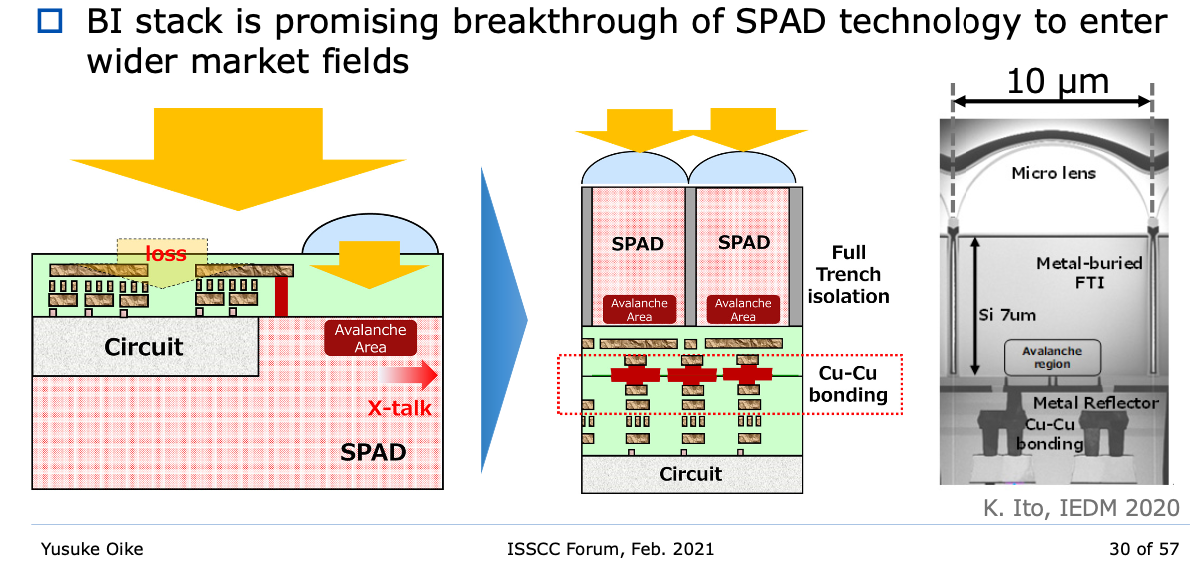 BI stack is promising breakthrough of SPAD technology to enter
wider market fields
loss
Circuit
Avalanche
Area
X-talk
SPAD
SPAD
SPAD
Avalanche
Area
Avalanche
Area
Full
Trench
isolation
Cu-Cu
bonding
Circuit
10 μm
Micro lens
Metal-buried
FTI
Si 7um
Avalanche
region
Metal Reflector
Cu-Cu
bonding
K. Ito, IEDM 2020
Yusuke Oike
ISSCC Forum, Feb. 2021
30 of 57